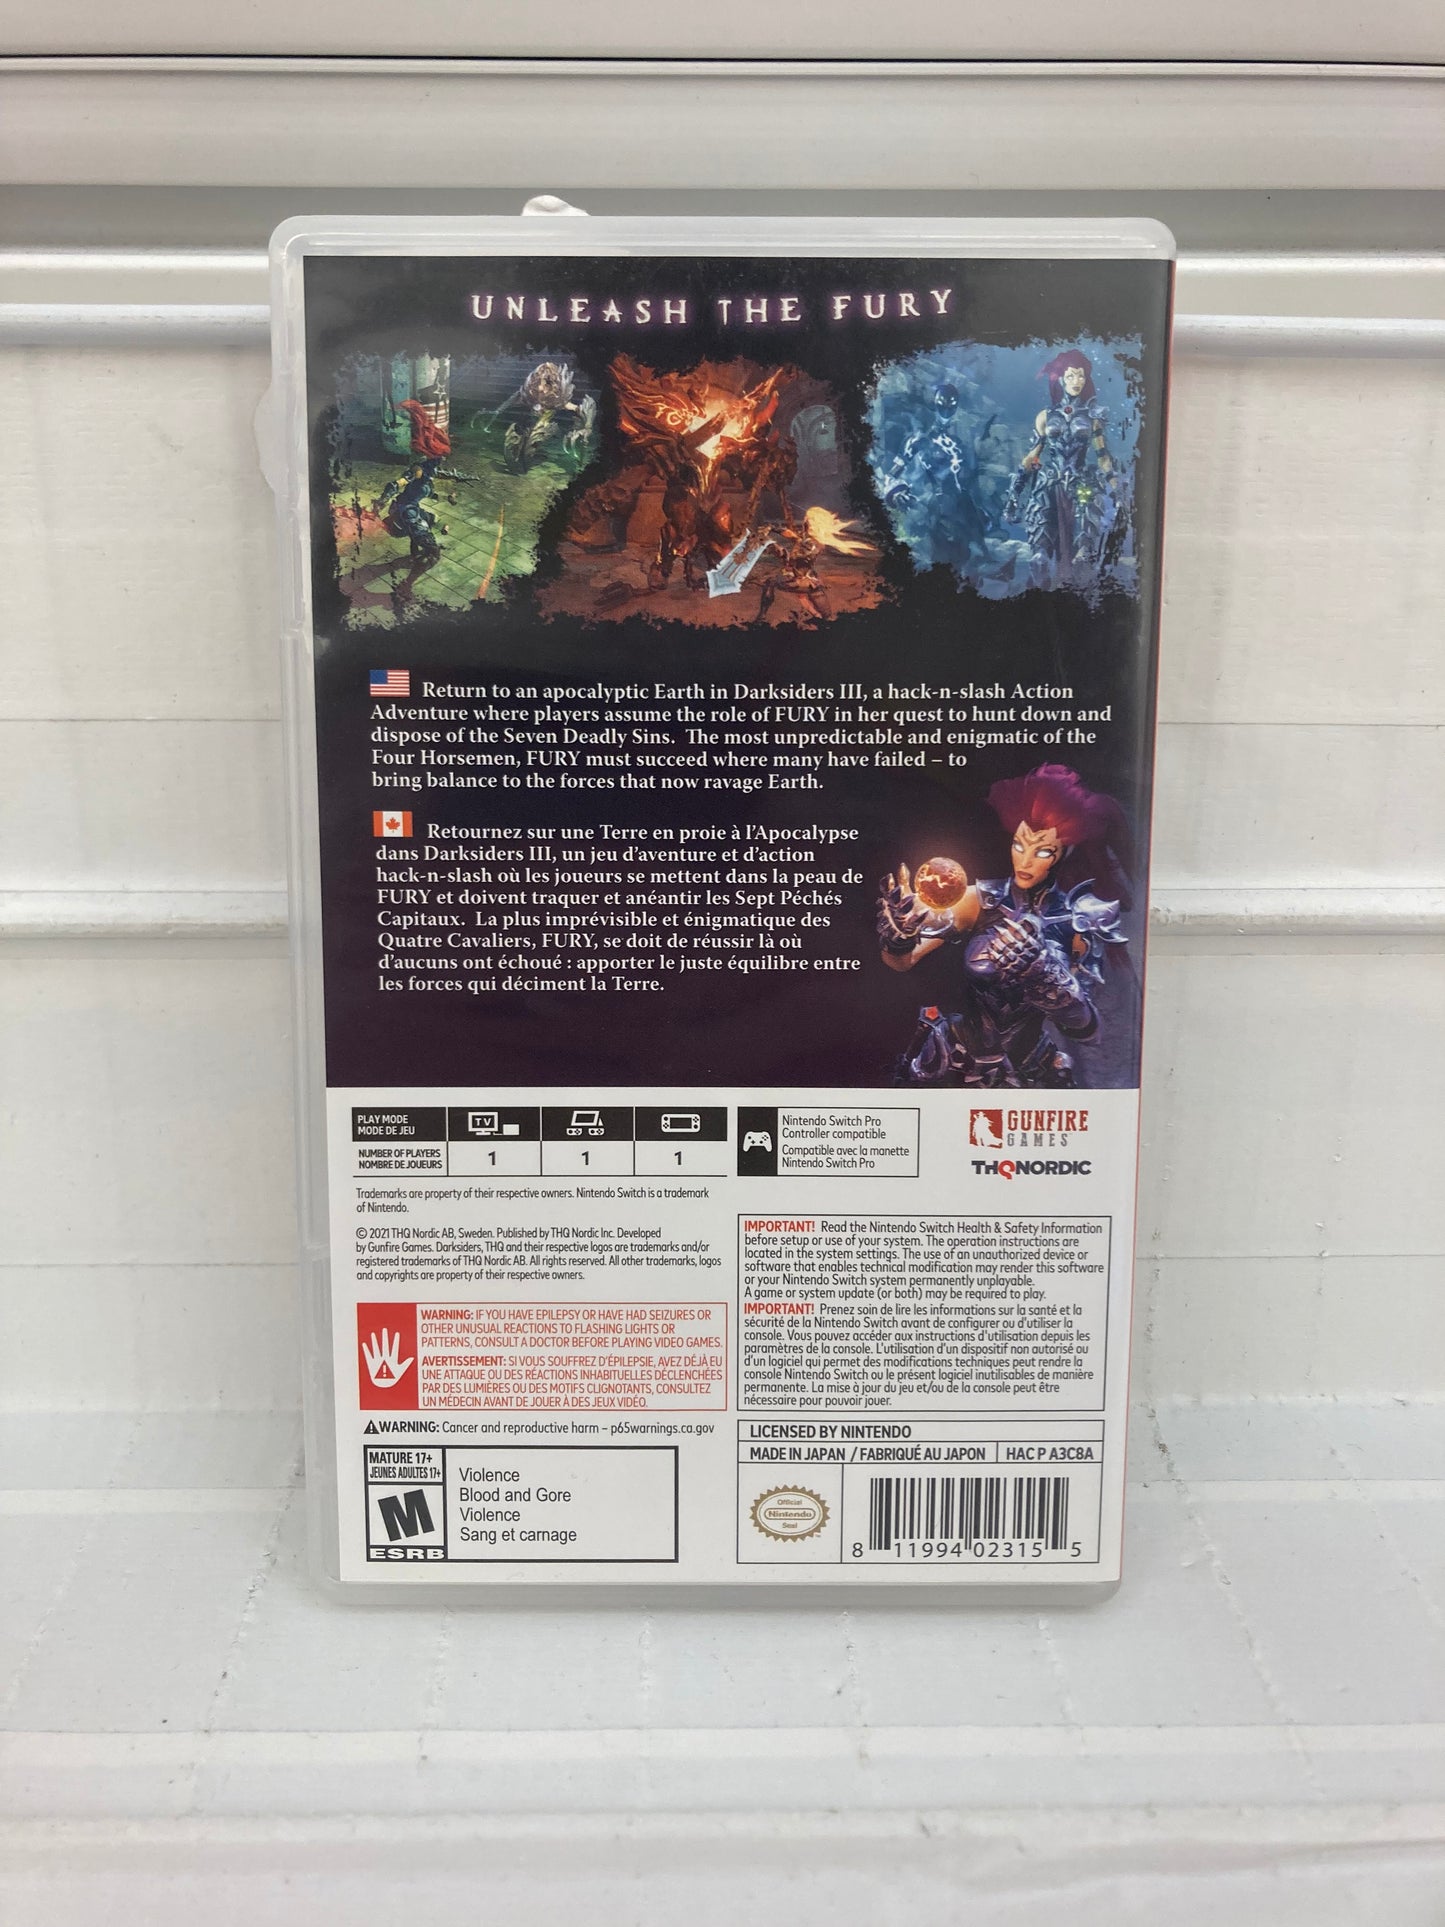 UNLEASH THE FURY
Return to an apocalyptic Earth in Darksiders III, a hack-n-slash Action
Adventure where players assume the role of FURY in her quest to hunt down and
dispose of the Seven Deadly Sins. The most unpredictable and enigmatic of the
Four Horsemen, FURY must succeed where many have failed – to
bring balance to the forces that now ravage Earth.
Retournez sur une Terre en proie à l'Apocalypse
dans Darksiders III, un jeu d'aventure et d'action
hack-n-slash où les joueurs se mettent dans la peau de
FURY et doivent traquer et anéantir les Sept Péchés
Capitaux. La plus imprévisible et énigmatique des
Quatre Cavaliers, FURY, se doit de réussir là où
d'aucuns ont échoué : apporter le juste équilibre entre
les forces qui déciment la Terre.
PLAY MODE
MODE DE JEU
TV
NUMBER OF PLAYERS
NOMBRE DE JOUEURS
1 1 1
Nintendo Switch Pro
Controller compatible
Compatible avec la manette
Nintendo Switch Pro
GUNFIRE
GAMES
THQNORDIC
Trademarks are property of their respective owners. Nintendo Switch is a trademark
of Nintendo.
© 2021 THQ Nordic AB, Sweden. Published by THQ Nordic Inc. Developed
by Gunfire Games. Darksiders, THQ and their respective logos are trademarks and/or
registered trademarks of THQ Nordic AB. All rights reserved. All other trademarks, logos
and copyrights are property of their respective owners.
WARNING: IF YOU HAVE EPILEPSY OR HAVE HAD SEIZURES OR
OTHER UNUSUAL REACTIONS TO FLASHING LIGHTS OR
PATTERNS, CONSULT A DOCTOR BEFORE PLAYING VIDEO GAMES.
AVERTISSEMENT: SI VOUS SOUFFREZ D'ÉPILEPSIE, AVEZ DÉJÀ EU
UNE ATTAQUE OU DES RÉACTIONS INHABITUELLES DÉCLENCHÉES
PAR DES LUMIÈRES OU DES MOTIFS CLIGNOTANTS, CONSULTEZ
UN MÉDECIN AVANT DE JOUER À DES JEUX VIDÉO.
WARNING: Cancer and reproductive harm – p65warnings.ca.gov
MATURE 17+
JEUNES ADULTES 17+
M
ESRB
Violence
Blood and Gore
Violence
Sang et carnage
IMPORTANT! Read the Nintendo Switch Health & Safety Information
before setup or use of your system. The operation instructions are
located in the system settings. The use of an unauthorized device or
software that enables technical modification may render this software
or your Nintendo Switch system permanently unplayable.
A game or system update (or both) may be required to play.
IMPORTANT! Prenez soin de lire les informations sur la santé et la
sécurité de la Nintendo Switch avant de configurer ou d'utiliser la
console. Vous pouvez accéder aux instructions d'utilisation depuis les
paramètres de la console. L'utilisation d'un dispositif non autorisé ou
d'un logiciel qui permet des modifications techniques peut rendre la
console Nintendo Switch ou le présent logiciel inutilisables de manière
permanente. La mise à jour du jeu et/ou de la console peut être
nécessaire pour pouvoir jouer.
LICENSED BY NINTENDO
MADE IN JAPAN / FABRIQUÉ AU JAPON HAC P A3C8A
Official
Nintendo
Seal
8 11994 02315 5